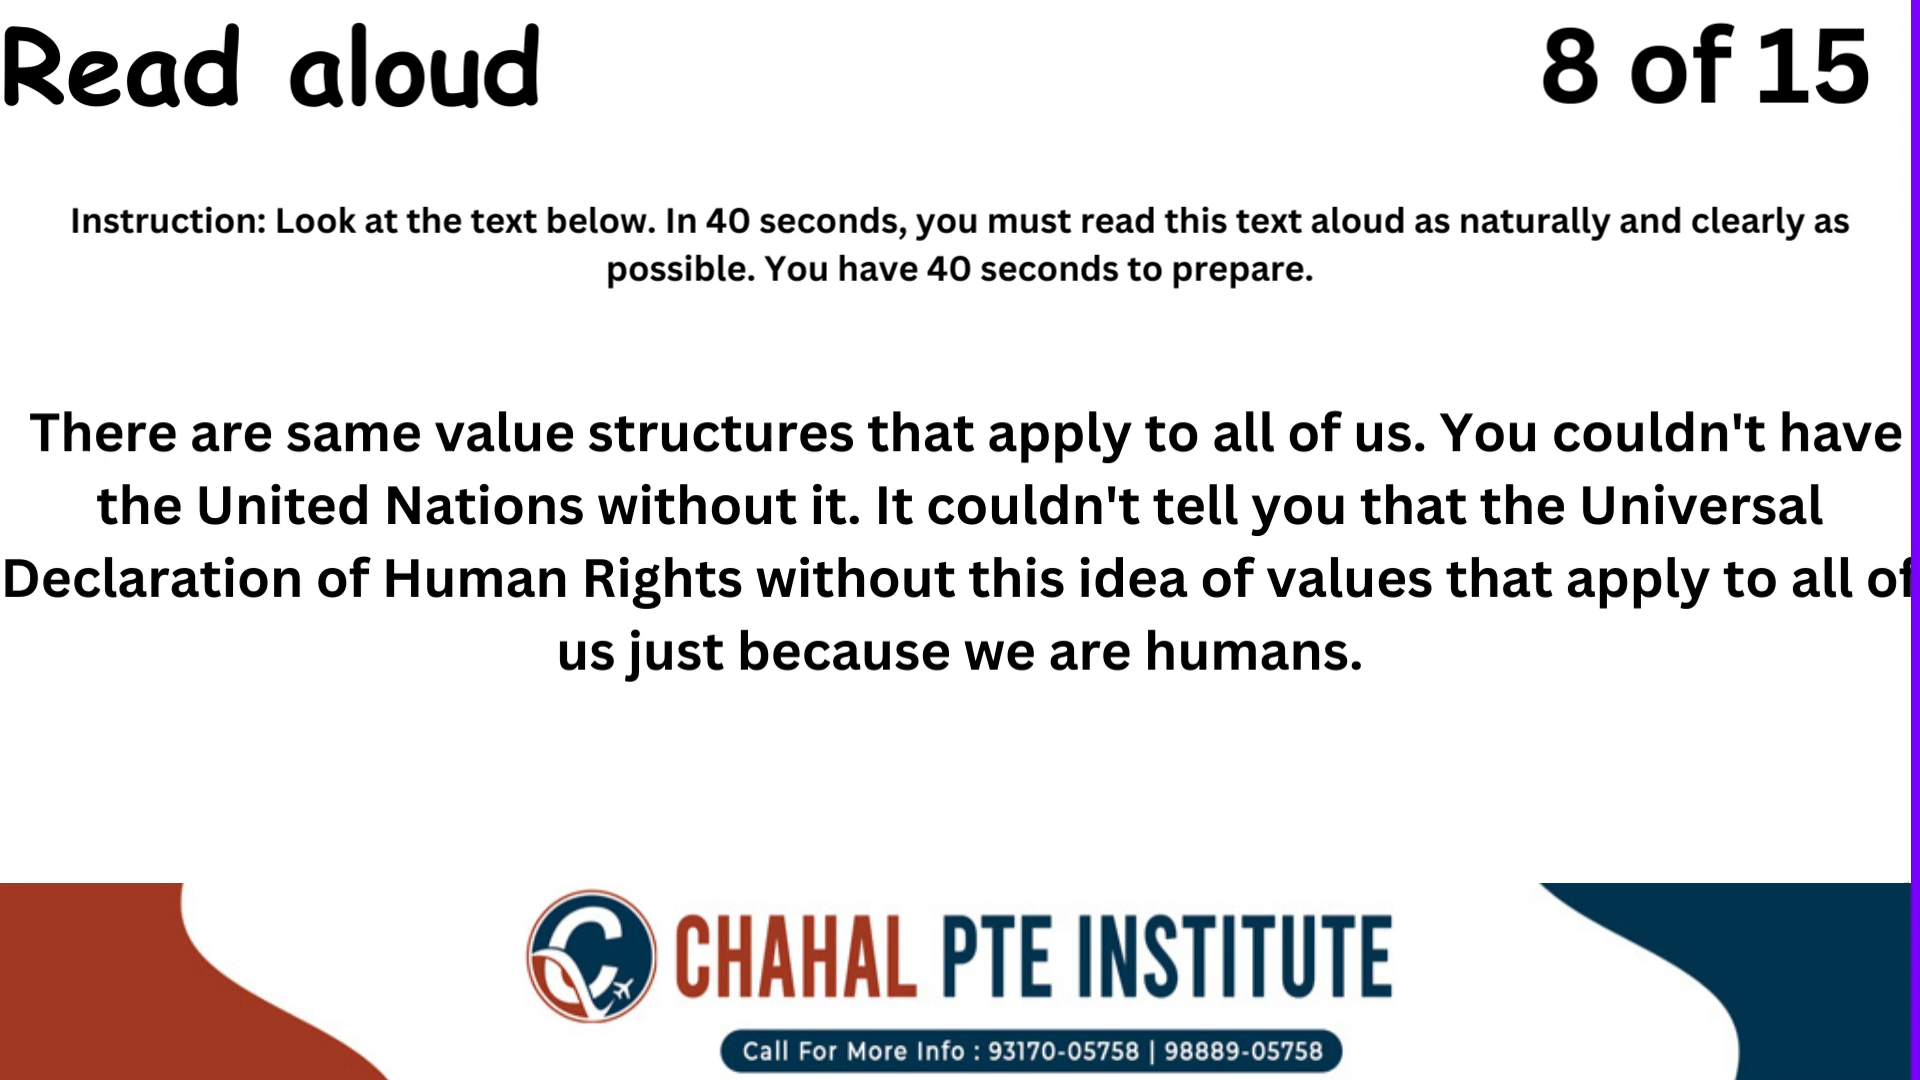 Read aloud
8 of 15
Instruction: Look at the text below. In 40 seconds, you must read this text aloud as naturally and clearly as
possible. You have 40 seconds to prepare.
There are same value structures that apply to all of us. You couldn't have
the United Nations without it. It couldn't tell you that the Universal
Declaration of Human Rights without this idea of values that apply to all of
us just because we are humans.
CHAHAL PTE INSTITUTE
Call For More Info : 93170-05758 | 98889-05758